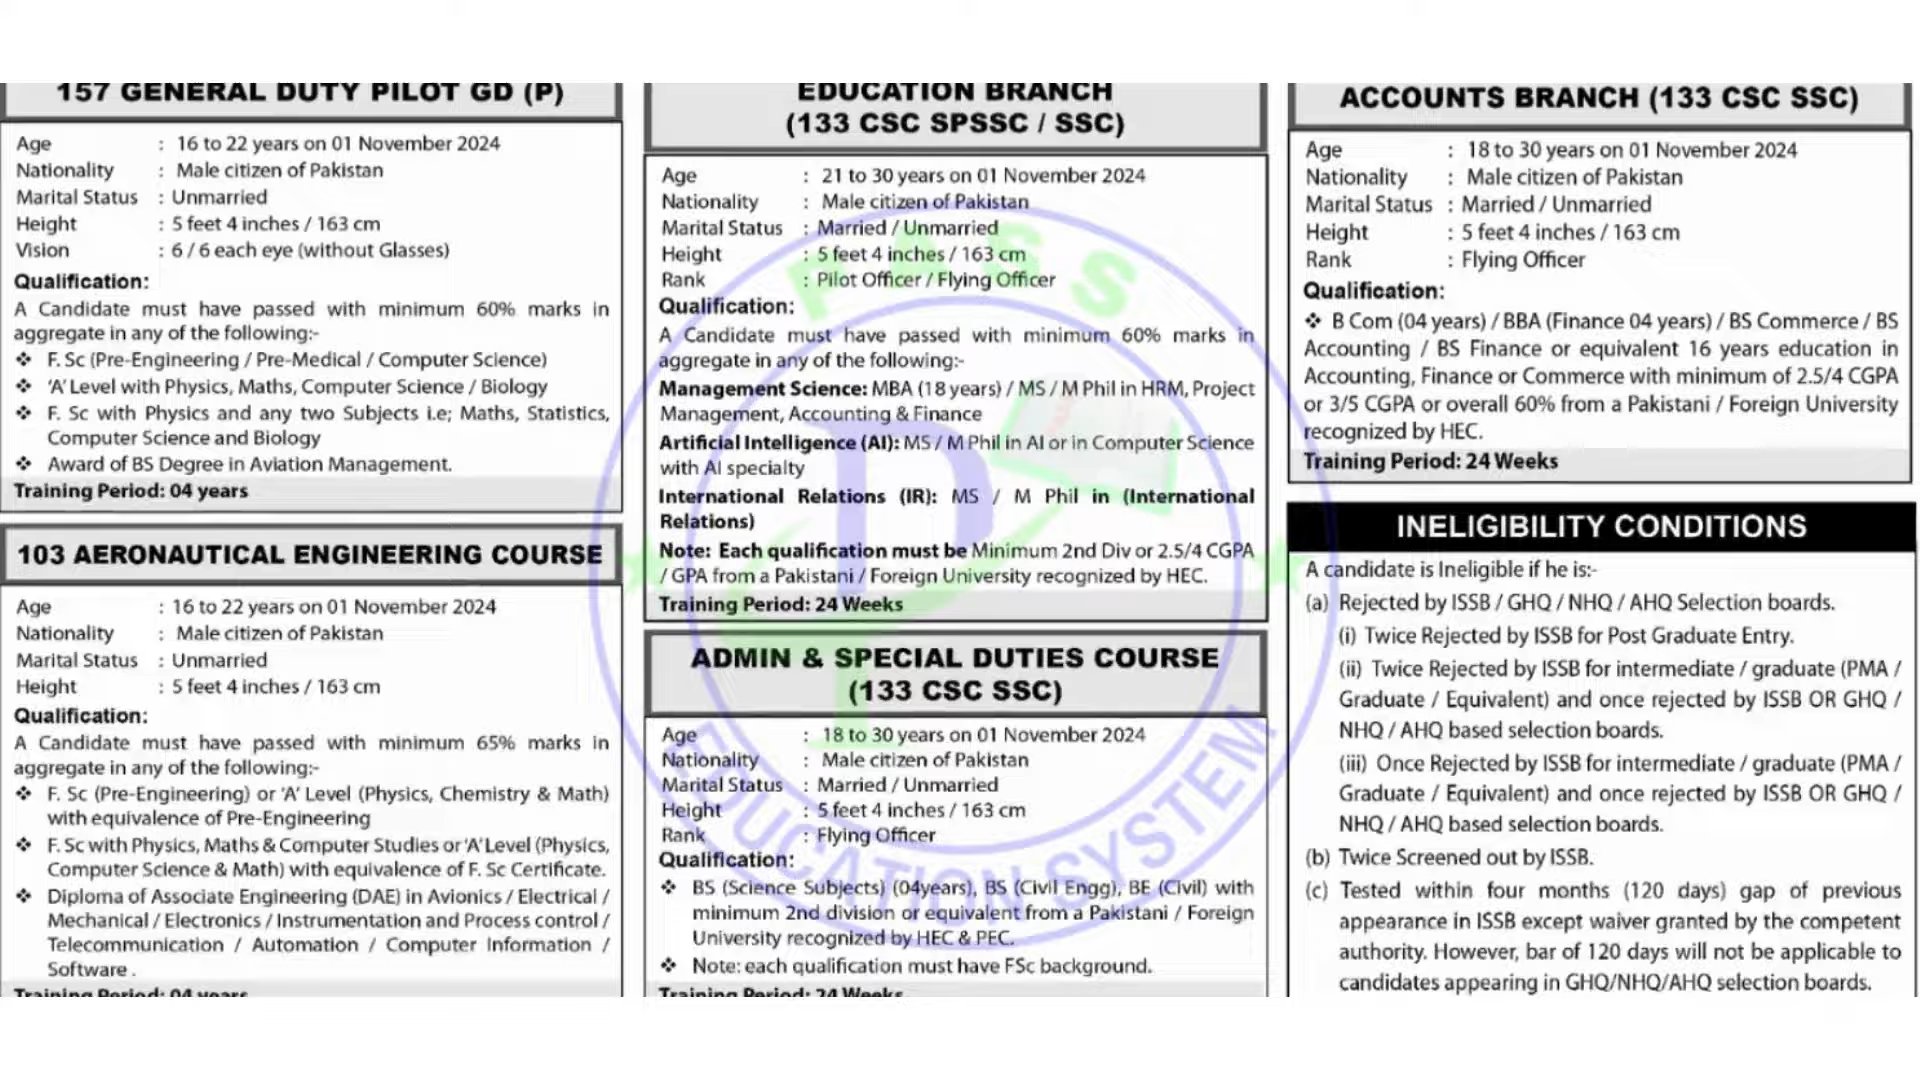 157 GENERAL DUTY PILOT GD (P)
Age : 16 to 22 years on 01 November 2024
Nationality : Male citizen of Pakistan
Marital Status : Unmarried
Height : 5 feet 4 inches / 163 cm
Vision : 6 / 6 each eye (without Glasses)
Qualification:
A Candidate must have passed with minimum 60% marks in
aggregate in any of the following:-
❖ F. Sc (Pre-Engineering / Pre-Medical / Computer Science)
❖ 'A' Level with Physics, Maths, Computer Science / Biology
❖ F. Sc with Physics and any two Subjects i.e; Maths, Statistics,
Computer Science and Biology
❖ Award of BS Degree in Aviation Management.
Training Period: 04 years
103 AERONAUTICAL ENGINEERING COURSE
Age : 16 to 22 years on 01 November 2024
Nationality : Male citizen of Pakistan
Marital Status : Unmarried
Height : 5 feet 4 inches / 163 cm
Qualification:
A Candidate must have passed with minimum 65% marks in
aggregate in any of the following:-
❖ F. Sc (Pre-Engineering) or 'A' Level (Physics, Chemistry & Math)
with equivalence of Pre-Engineering
❖ F. Sc with Physics, Maths & Computer Studies or 'A' Level (Physics,
Computer Science & Math) with equivalence of F. Sc Certificate.
❖ Diploma of Associate Engineering (DAE) in Avionics / Electrical /
Mechanical / Electronics / Instrumentation and Process control /
Telecommunication / Automation / Computer Information /
Software .
Training Period: 04 years
EDUCATION BRANCH
(133 CSC SPSSC / SSC)
Age : 21 to 30 years on 01 November 2024
Nationality : Male citizen of Pakistan
Marital Status : Married / Unmarried
Height : 5 feet 4 inches / 163 cm
Rank : Pilot Officer / Flying Officer
Qualification:
A Candidate must have passed with minimum 60% marks in
aggregate in any of the following:-
Management Science: MBA (18 years) / MS / M Phil in HRM, Project
Management, Accounting & Finance
Artificial Intelligence (AI): MS / M Phil in AI or in Computer Science
with AI specialty
International Relations (IR): MS / M Phil in (International
Relations)
Note: Each qualification must be Minimum 2nd Div or 2.5/4 CGPA
/ GPA from a Pakistani / Foreign University recognized by HEC.
Training Period: 24 Weeks
ADMIN & SPECIAL DUTIES COURSE
(133 CSC SSC)
Age : 18 to 30 years on 01 November 2024
Nationality : Male citizen of Pakistan
Marital Status : Married / Unmarried
Height : 5 feet 4 inches / 163 cm
Rank : Flying Officer
Qualification:
❖ BS (Science Subjects) (04years), BS (Civil Engg), BE (Civil) with
minimum 2nd division or equivalent from a Pakistani / Foreign
University recognized by HEC & PEC.
❖ Note: each qualification must have FSc background.
Training Period: 24 Weeks
ACCOUNTS BRANCH (133 CSC SSC)
Age : 18 to 30 years on 01 November 2024
Nationality : Male citizen of Pakistan
Marital Status : Married / Unmarried
Height : 5 feet 4 inches / 163 cm
Rank : Flying Officer
Qualification:
❖ B Com (04 years) / BBA (Finance 04 years) / BS Commerce / BS
Accounting / BS Finance or equivalent 16 years education in
Accounting, Finance or Commerce with minimum of 2.5/4 CGPA
or 3/5 CGPA or overall 60% from a Pakistani / Foreign University
recognized by HEC.
Training Period: 24 Weeks
INELIGIBILITY CONDITIONS
A candidate is Ineligible if he is:-
(a) Rejected by ISSB / GHQ / NHQ / AHQ Selection boards.
(i) Twice Rejected by ISSB for Post Graduate Entry.
(ii) Twice Rejected by ISSB for intermediate / graduate (PMA /
Graduate / Equivalent) and once rejected by ISSB OR GHQ /
NHQ / AHQ based selection boards.
(iii) Once Rejected by ISSB for intermediate / graduate (PMA /
Graduate / Equivalent) and once rejected by ISSB OR GHQ /
NHQ / AHQ based selection boards.
(b) Twice Screened out by ISSB.
(c) Tested within four months (120 days) gap of previous
appearance in ISSB except waiver granted by the competent
authority. However, bar of 120 days will not be applicable to
candidates appearing in GHQ/NHQ/AHQ selection boards.
PASS
EDUCATION SYSTEM